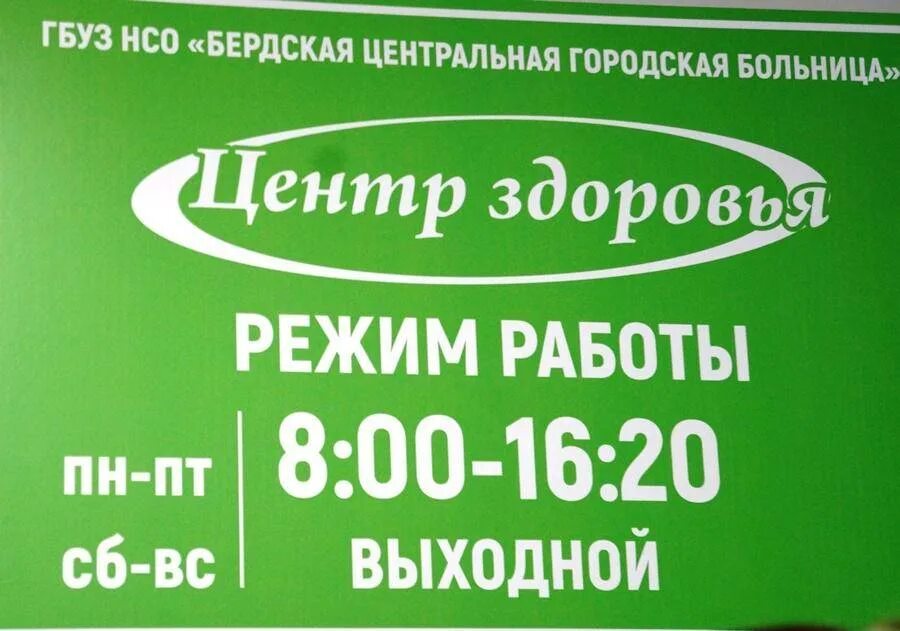 ГБУЗ НСО «БЕРДСКАЯ ЦЕНТРАЛЬНАЯ ГОРОДСКАЯ БОЛЬНИЦА»
Центр здоровья
РЕЖИМ РАБОТЫ
пн-пт 8:00-16:20
сб-вс ВЫХОДНОЙ